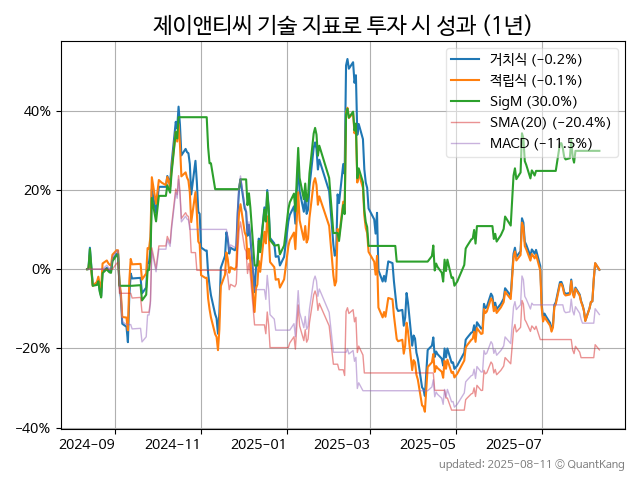 제이앤티씨 기술 지표로 투자 시 성과 (1년)
거치식 (−0.2%)
적립식 (−0.1%)
SigM (30.0%)
SMA(20) (−20.4%)
MACD (−11.5%)
40%
20%
0%
−20%
−40%
2024-09
2024-11
2025-01
2025-03
2025-05
2025-07
updated: 2025-08-11 © QuantKang